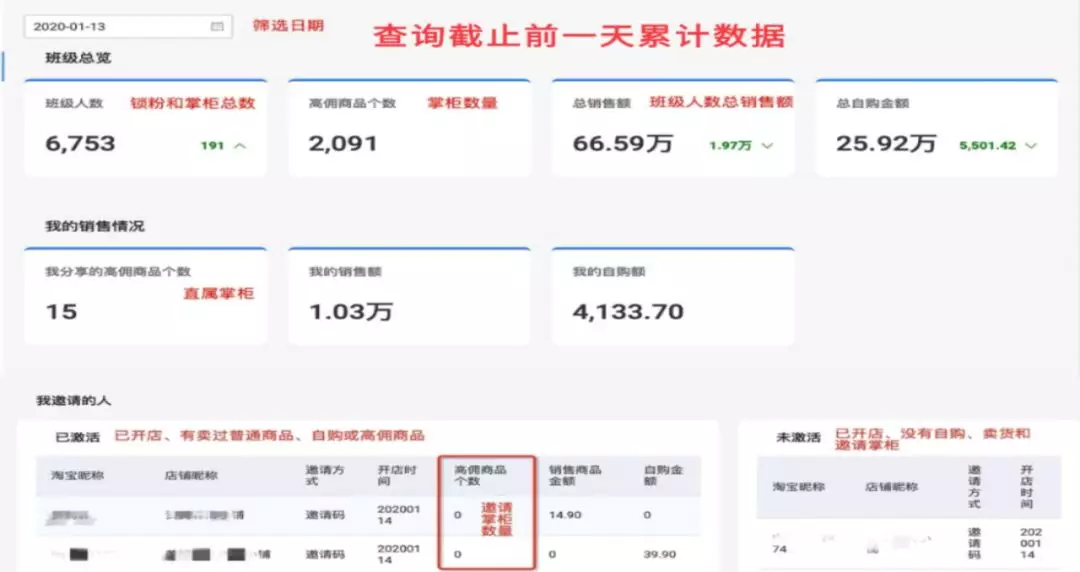 2020-01-13 筛选日期
查询截止前一天累计数据
班级总览
班级人数 锁粉和掌柜总数
6,753 191
高佣商品个数 掌柜数量
2,091
总销售额 班级人数总销售额
66.59万 1.97万
总自购金额
25.92万 5,501.42
我的销售情况
我分享的高佣商品个数
直属掌柜
15
我的销售额
1.03万
我的自购额
4,133.70
我邀请的人
已激活 已开店、有卖过普通商品、自购或高佣商品
淘宝昵称 店铺昵称 邀请方式 开店时间 高佣商品个数 销售商品金额 自购金额
邀请掌柜数量
铺 邀请码 20200114 0 14.90 0
铺 邀请码 20200114 0 0 39.90
未激活 已开店、没有自购、卖货和
邀请掌柜
淘宝昵称 店铺昵称 邀请方式 开店时间
74 邀请码 20200114